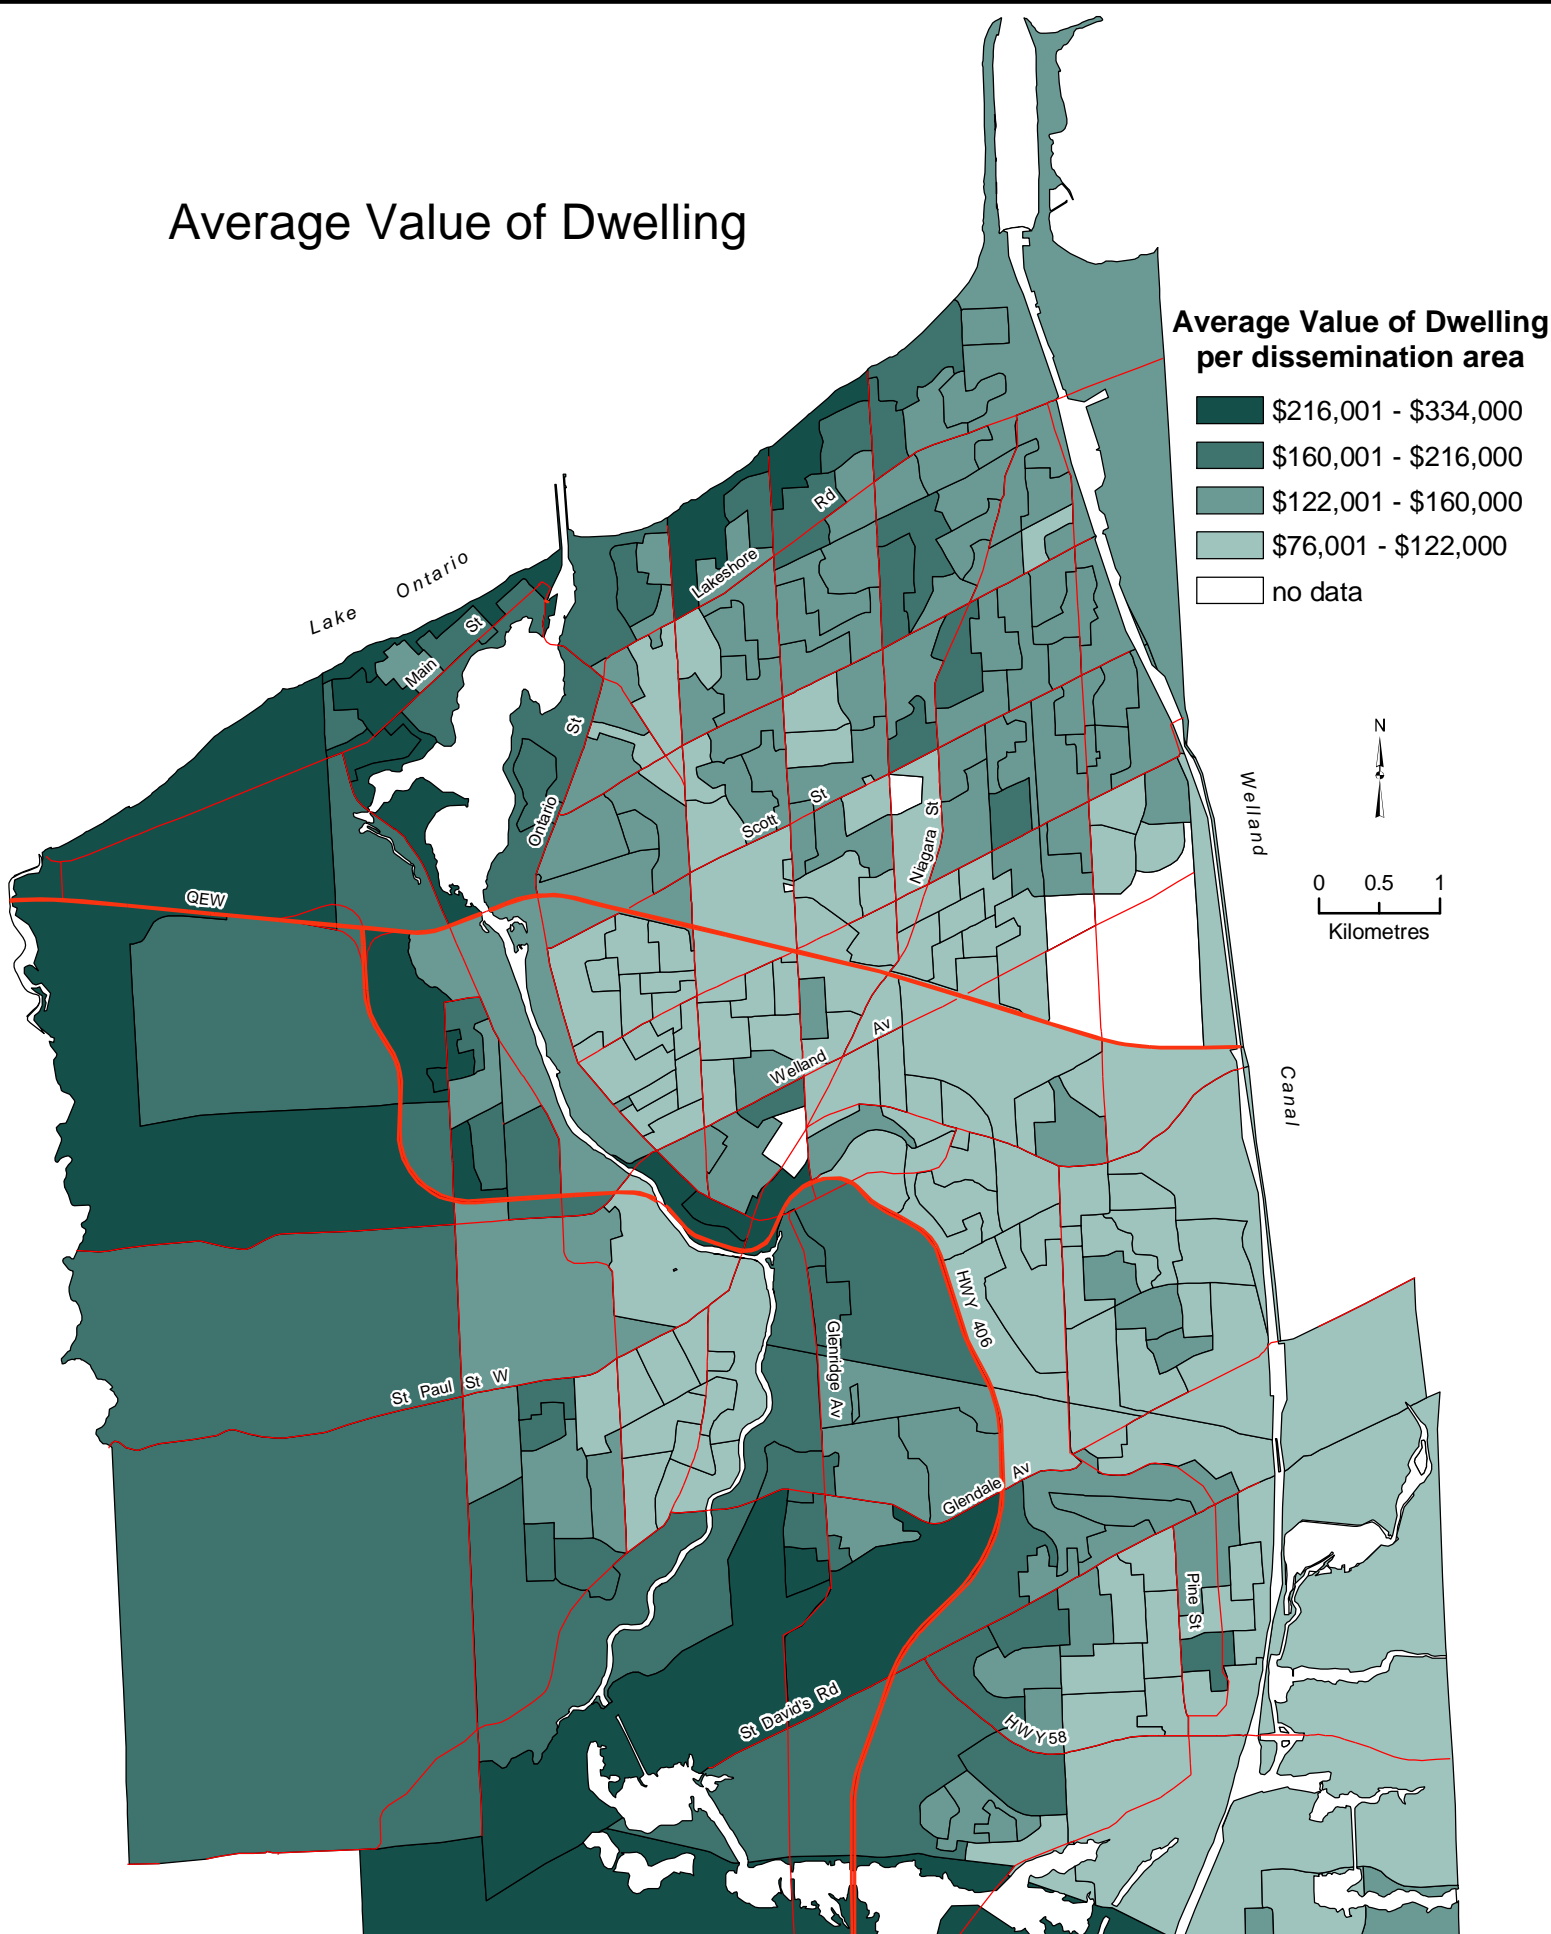 Average Value of Dwelling
Average Value of Dwelling
per dissemination area
$216,001 - $334,000
$160,001 - $216,000
$122,001 - $160,000
$76,001 - $122,000
no data
Lake Ontario
Main St
Lakeshore Rd
Ontario St
Scott St
Niagara St
QEW
Welland Av
Welland Canal
N
0 0.5 1
Kilometres
HWY 406
Glenridge Av
St Paul St W
Glendale Av
Pine St
St David's Rd
HWY58